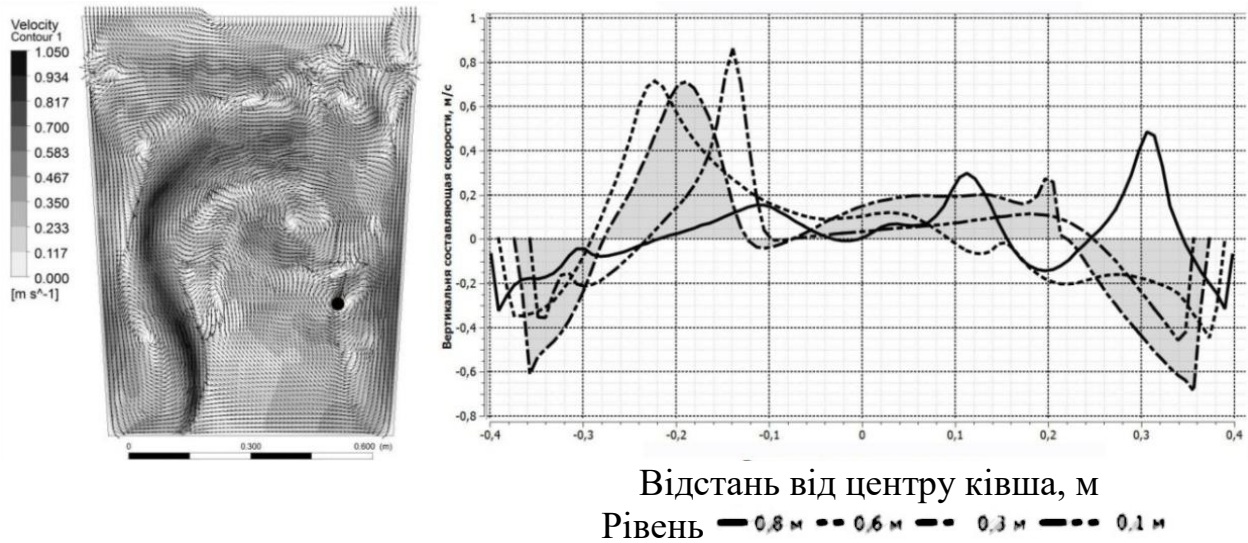 Velocity
Contour 1
1.050
0.934
0.817
0.700
0.583
0.467
0.350
0.233
0.117
0.000
[m s^-1]
0 0.300 0.600 (m)
Вертикальня составляющая скорости, м/с
1
0,8
0,6
0,4
0,2
0
-0,2
-0,4
-0,6
-0,8
-0,4 -0,3 -0,2 -0,1 0 0,1 0,2 0,3 0,4
Відстань від центру ківша, м
Рівень 0,8 м 0,6 м 0,3 м 0,1 м